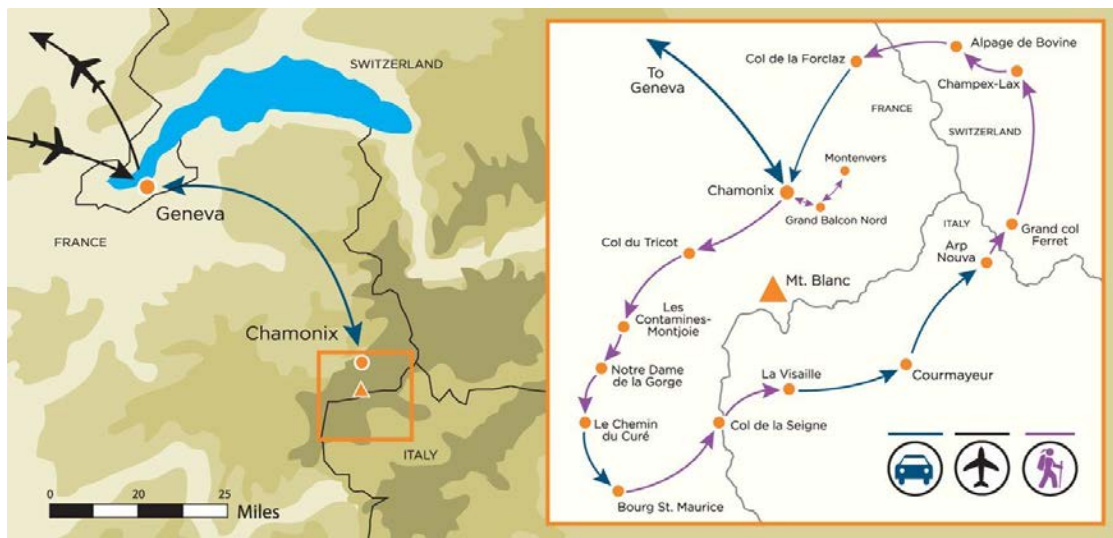 SWITZERLAND
Geneva
FRANCE
Chamonix
ITALY
0 20 25
Miles
To
Geneva
Col de la Forclaz
Alpage de Bovine
Champex-Lax
FRANCE
SWITZERLAND
Montenvers
Chamonix
Grand Balcon Nord
ITALY
Grand col
Ferret
Col du Tricot
Arp
Nouva
Mt. Blanc
Les
Contamines-
Montjoie
Notre Dame
de la Gorge
La Visaille
Courmayeur
Le Chemin
du Curé
Col de la Seigne
Bourg St. Maurice